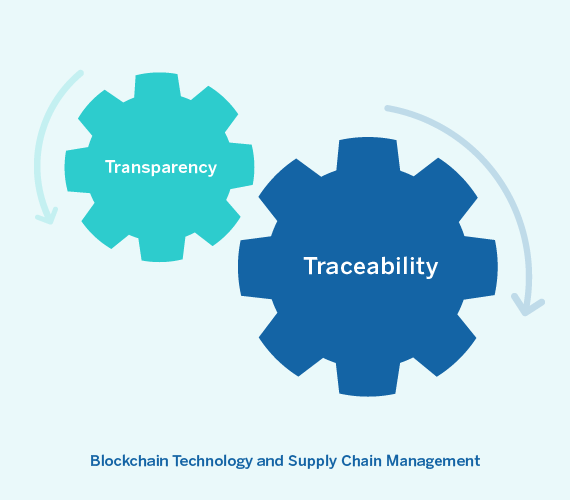 Transparency
Traceability
Blockchain Technology and Supply Chain Management